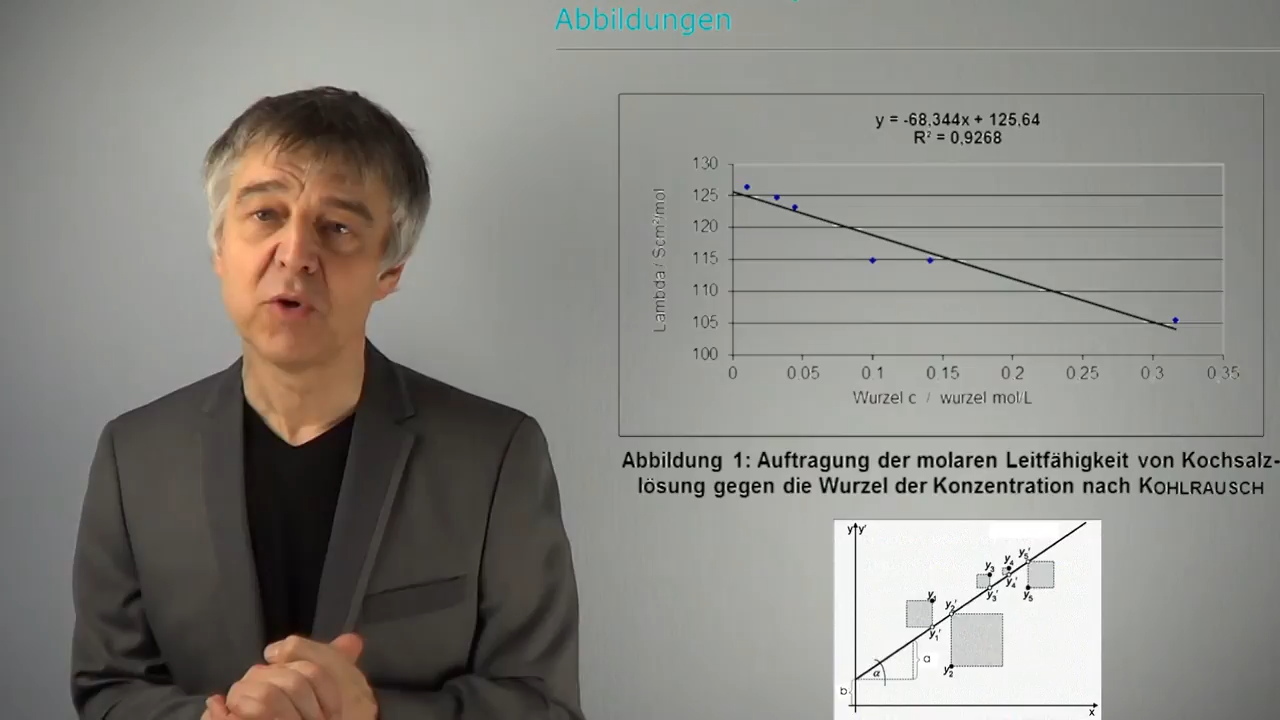 Abbildungen
y = -68,344x + 125,64
R² = 0,9268
Lambda / Scm²/mol
130
125
120
115
110
105
100
0
0.05
0 1
0.15
0 2
0.25
0 3
0,35
Wurzel c / wurzel mol/L
Abbildung 1: Auftragung der molaren Leitfähigkeit von Kochsalz-
lösung gegen die Wurzel der Konzentration nach KOHLRAUSCH
y y'
y₁
y₁'
y₂'
y₂
y₃
y₃'
y₄
y₄'
y₅'
y₅
a
α
b
x